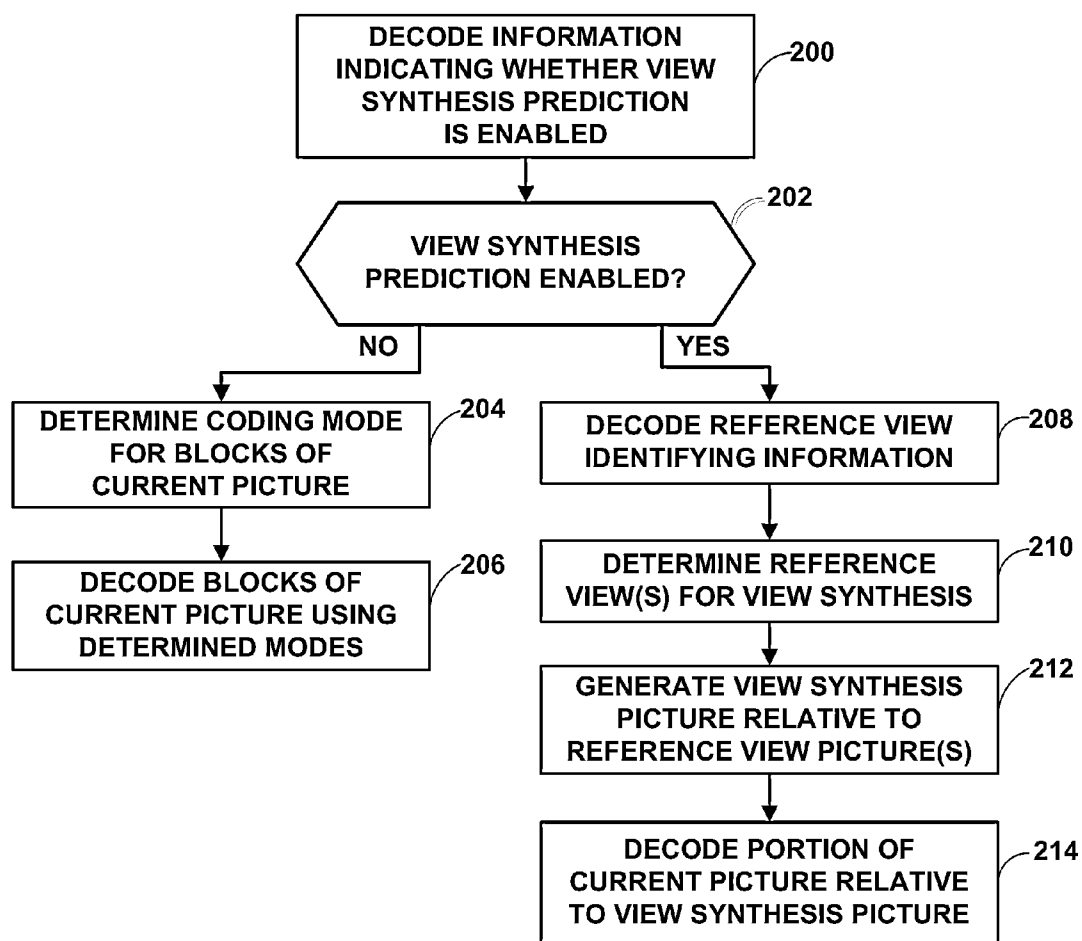 DECODE INFORMATION
INDICATING WHETHER VIEW
SYNTHESIS PREDICTION
IS ENABLED
200
202
VIEW SYNTHESIS
PREDICTION ENABLED?
NO
YES
DETERMINE CODING MODE
FOR BLOCKS OF
CURRENT PICTURE
204
DECODE BLOCKS OF
CURRENT PICTURE USING
DETERMINED MODES
206
DECODE REFERENCE VIEW
IDENTIFYING INFORMATION
208
DETERMINE REFERENCE
VIEW(S) FOR VIEW SYNTHESIS
210
GENERATE VIEW SYNTHESIS
PICTURE RELATIVE TO
REFERENCE VIEW PICTURE(S)
212
DECODE PORTION OF
CURRENT PICTURE RELATIVE
TO VIEW SYNTHESIS PICTURE
214